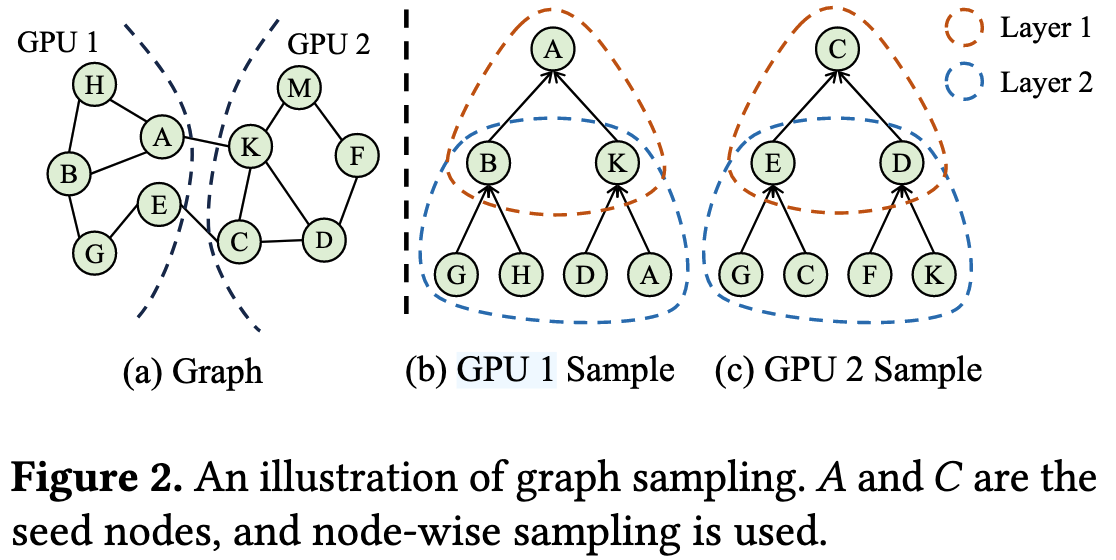 GPU 1
GPU 2
H
M
A
K
F
B
E
G
C
D
(a) Graph
A
B
K
G
H
D
A
(b) GPU 1 Sample
C
E
D
G
C
F
K
(c) GPU 2 Sample
Layer 1
Layer 2
Figure 2. An illustration of graph sampling. A and C are the
seed nodes, and node-wise sampling is used.